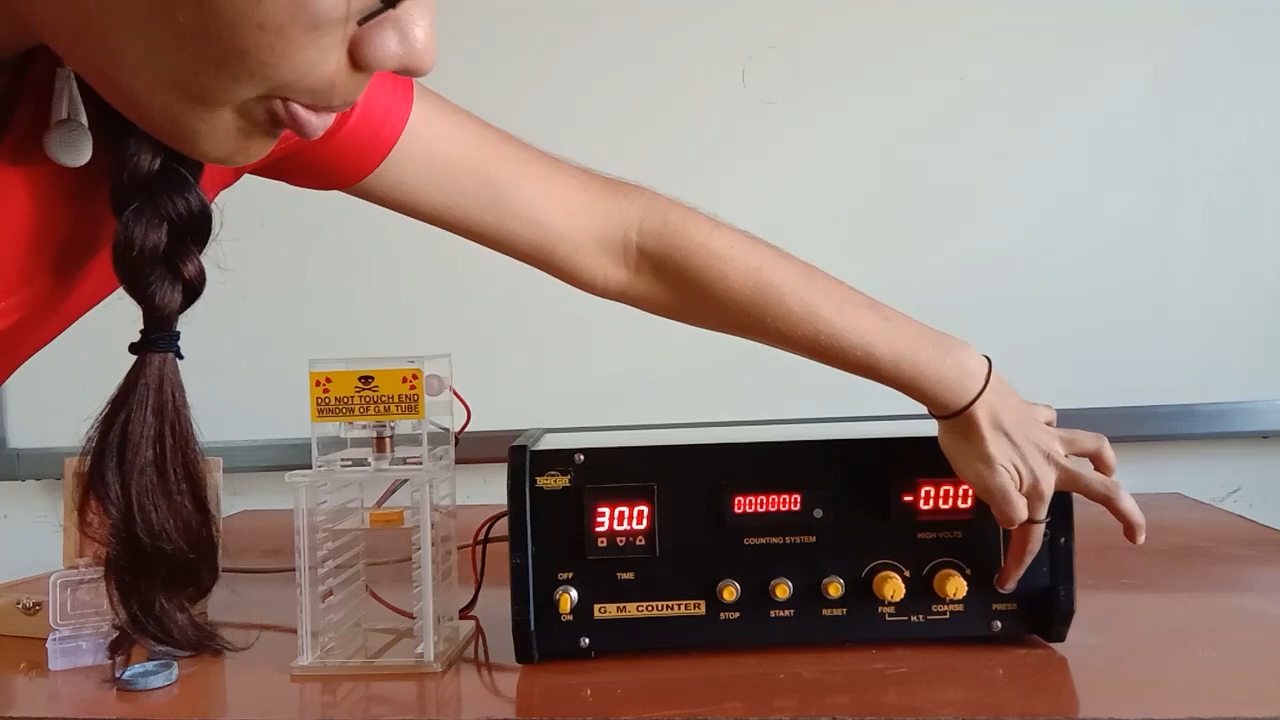 DO NOT TOUCH END
WINDOW OF G.M. TUBE
OMEGA
30.0
000000
-000
COUNTING SYSTEM
HIGH VOLTS
OFF
TIME
ON
G. M. COUNTER
STOP
START
RESET
FINE
COARSE
H.T.
PRESS